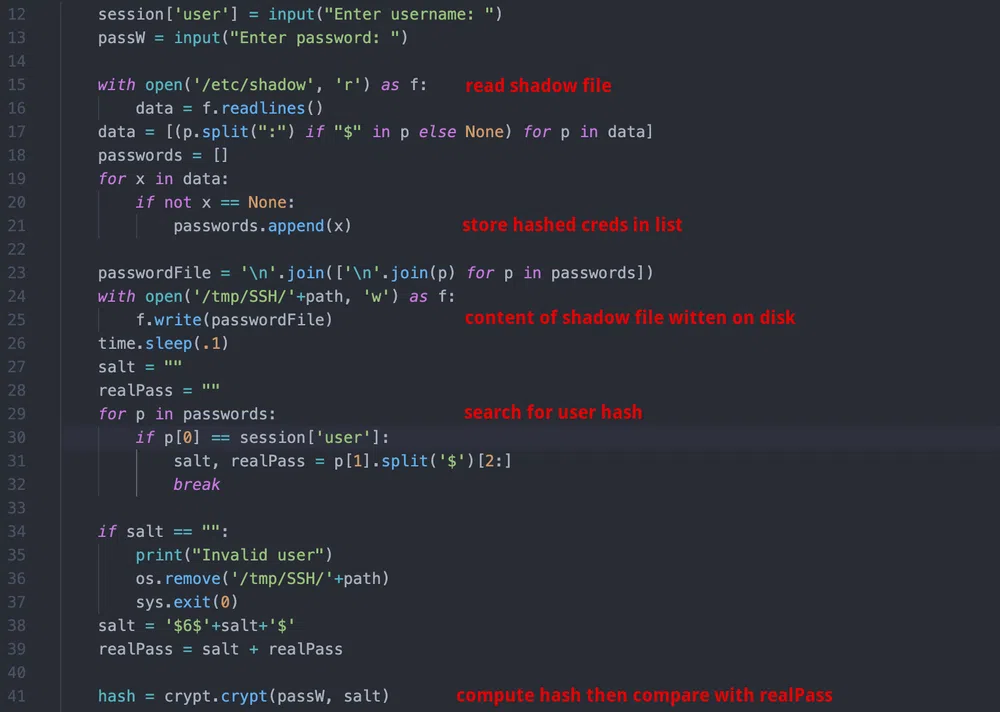 12 session['user'] = input("Enter username: ")
13 passW = input("Enter password: ")
14
15 with open('/etc/shadow', 'r') as f: read shadow file
16 data = f.readlines()
17 data = [(p.split(":") if "$" in p else None) for p in data]
18 passwords = []
19 for x in data:
20 if not x == None:
21 passwords.append(x) store hashed creds in list
22
23 passwordFile = '\n'.join(['\n'.join(p) for p in passwords])
24 with open('/tmp/SSH/'+path, 'w') as f:
25 f.write(passwordFile) content of shadow file witten on disk
26 time.sleep(.1)
27 salt = ""
28 realPass = ""
29 for p in passwords: search for user hash
30 if p[0] == session['user']:
31 salt, realPass = p[1].split('$')[2:]
32 break
33
34 if salt == "":
35 print("Invalid user")
36 os.remove('/tmp/SSH/'+path)
37 sys.exit(0)
38 salt = '$6$'+salt+'$'
39 realPass = salt + realPass
40
41 hash = crypt.crypt(passW, salt) compute hash then compare with realPass